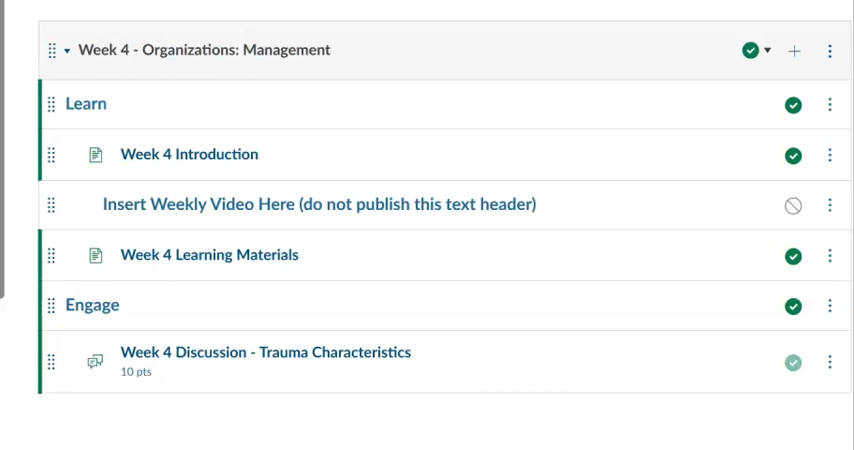 Week 4 - Organizations: Management
Learn
Week 4 Introduction
Insert Weekly Video Here (do not publish this text header)
Week 4 Learning Materials
Engage
Week 4 Discussion - Trauma Characteristics
10 pts